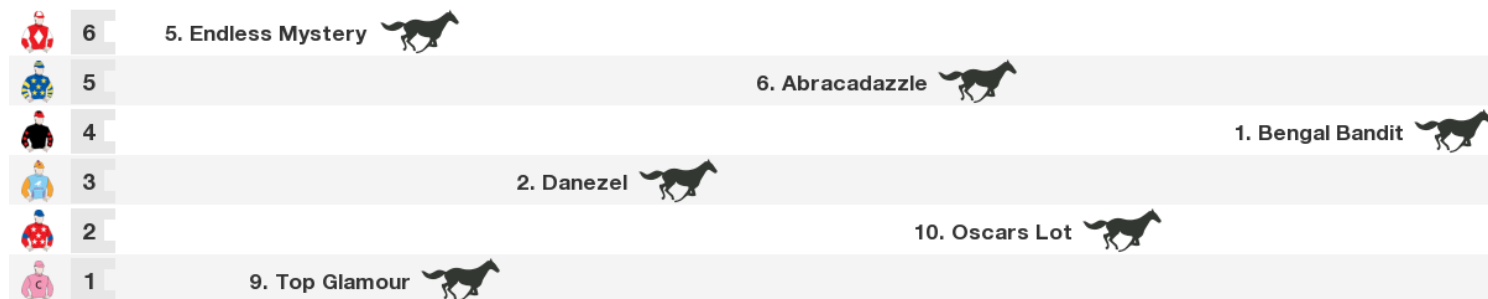 6 5. Endless Mystery
5 6. Abracadazzle
4 1. Bengal Bandit
3 2. Danezel
2 10. Oscars Lot
C 1 9. Top Glamour